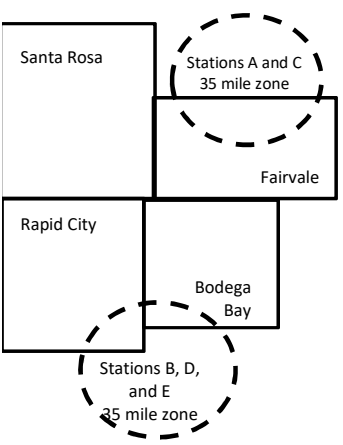 Santa Rosa
Stations A and C
35 mile zone
Fairvale
Rapid City
Bodega
Bay
Stations B, D,
and E
35 mile zone